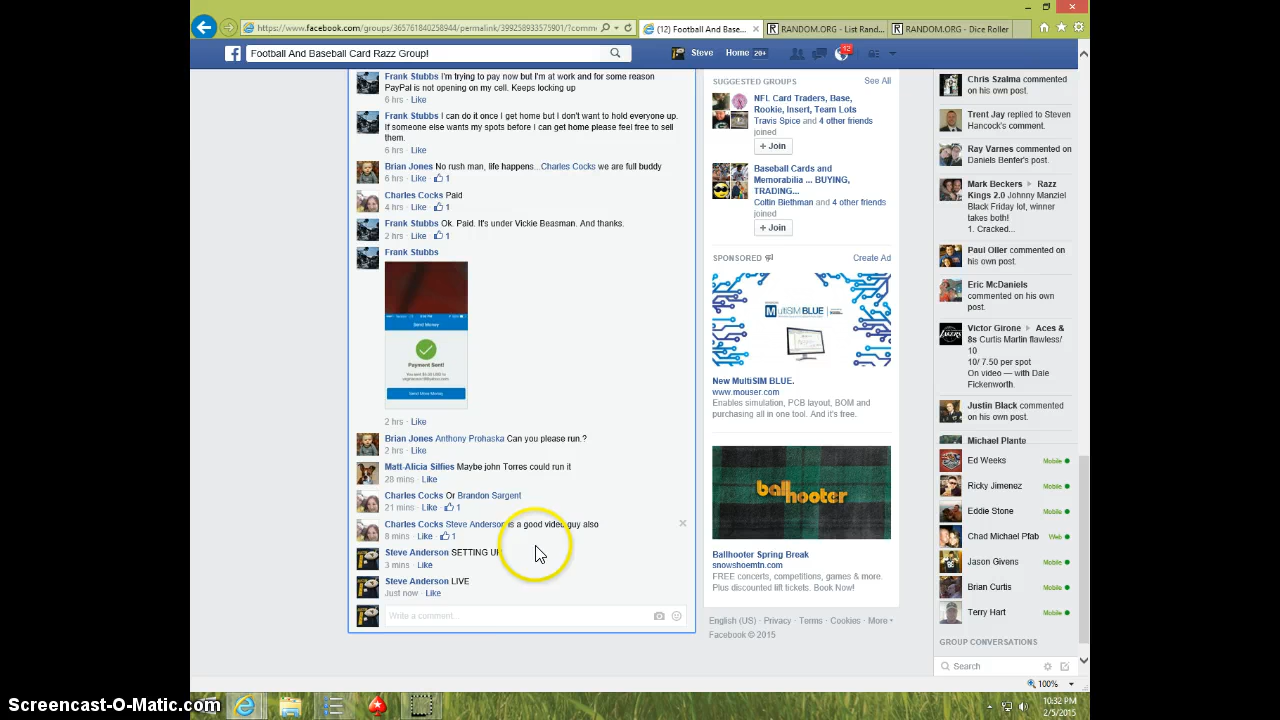 (12) Football And Base...
RANDOM.ORG - List Rand...
RANDOM.ORG - Dice Roller
https://www.facebook.com/groups/365761840258944/permalink/399258933575901/?comm
Football And Baseball Card Razz Group!
Steve
Home 20+
12
Frank Stubbs I'm trying to pay now but I'm at work and for some reason
PayPal is not opening on my cell. Keeps locking up
6 hrs · Like
Frank Stubbs I can do it once I get home but I don't want to hold everyone up.
If someone else wants my spots before I can get home please feel free to sell
them.
6 hrs · Like
Brian Jones No rush man, life happens...Charles Cocks we are full buddy
6 hrs · Like · 1
Charles Cocks Paid
4 hrs · Like · 1
Frank Stubbs Ok. Paid. It's under Vickie Beasman. And thanks.
2 hrs · Like · 1
Frank Stubbs
Send Money
Payment Sent!
Send More Money
2 hrs · Like
Brian Jones Anthony Prohaska Can you please run.?
2 hrs · Like
Matt-Alicia Silfies Maybe john Torres could run it
28 mins · Like
Charles Cocks Or Brandon Sargent
21 mins · Like · 1
Charles Cocks Steve Anderson is a good video guy also
8 mins · Like · 1
Steve Anderson SETTING UP
3 mins · Like
Steve Anderson LIVE
Just now · Like
Write a comment...
SUGGESTED GROUPS
See All
NFL Card Traders, Base,
Rookie, Insert, Team Lots
Travis Spice and 4 other friends
joined
+ Join
Baseball Cards and
Memorabilia ... BUYING,
TRADING...
Coltin Biethman and 4 other friends
joined
+ Join
SPONSORED
Create Ad
MultiSIM BLUE
New MultiSIM BLUE.
www.mouser.com
Enables simulation, PCB layout, BOM and
purchasing all in one tool. And it's free.
ballhooter
Ballhooter Spring Break
snowshoemtn.com
FREE concerts, competitions, games & more.
Plus discounted lift tickets. Book Now!
English (US) · Privacy · Terms · Cookies · More
Facebook © 2015
Chris Szalma commented
on his own post.
Trent Jay replied to Steven
Hancock's comment.
Ray Varnes commented on
Daniels Benfer's post.
Mark Beckers Razz
Kings 2.0 Johnny Manziel
Black Friday lot, winner
takes both!
1. Cracked...
Paul Oller commented on
his own post.
Eric McDaniels
commented on his own
post.
Victor Girone Aces &
8s Curtis Martin flawless/
10
10/ 7.50 per spot
On video — with Dale
Fickenworth.
Justin Black commented
on his own post.
Michael Plante
Ed Weeks Mobile
Ricky Jimenez Mobile
Eddie Stone Mobile
Chad Michael Pfab Web
Jason Givens Mobile
Brian Curtis Mobile
Terry Hart Mobile
GROUP CONVERSATIONS
Search
100%
10:32 PM
2/5/2015
Screencast-O-Matic.com